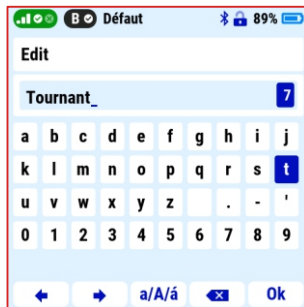 B Défaut 89%
Edit
Tournant_ 7
a b c d e f g h i j
k l m n o p q r s t
u v w x y z . - '
0 1 2 3 4 5 6 7 8 9
a/A/á Ok